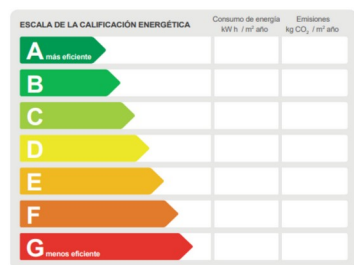 ESCALA DE LA CALIFICACIÓN ENERGÉTICA
Consumo de energía
kW h / m² año
Emisiones
kg CO₂ / m² año
A más eficiente
B
C
D
E
F
G menos eficiente